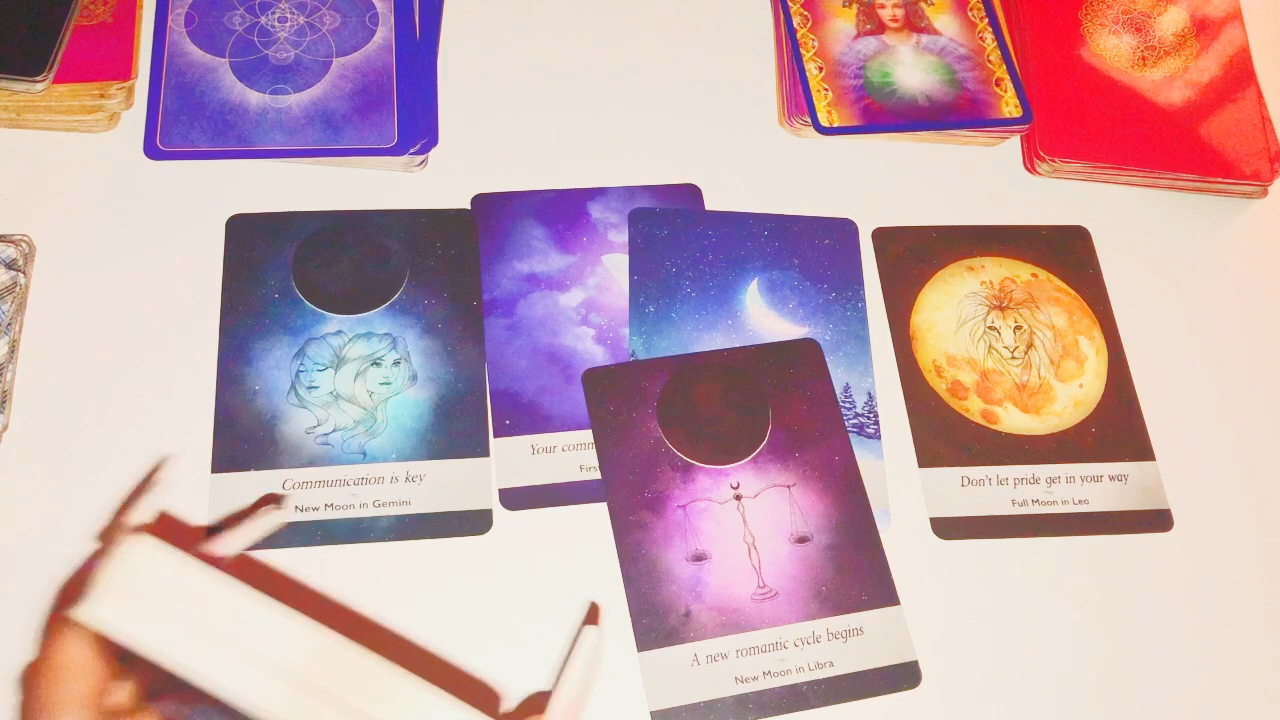 Communication is key
New Moon in Gemini
Your
First
A new romantic cycle begins
New Moon in Libra
Don't let pride get in your way
Full Moon in Leo